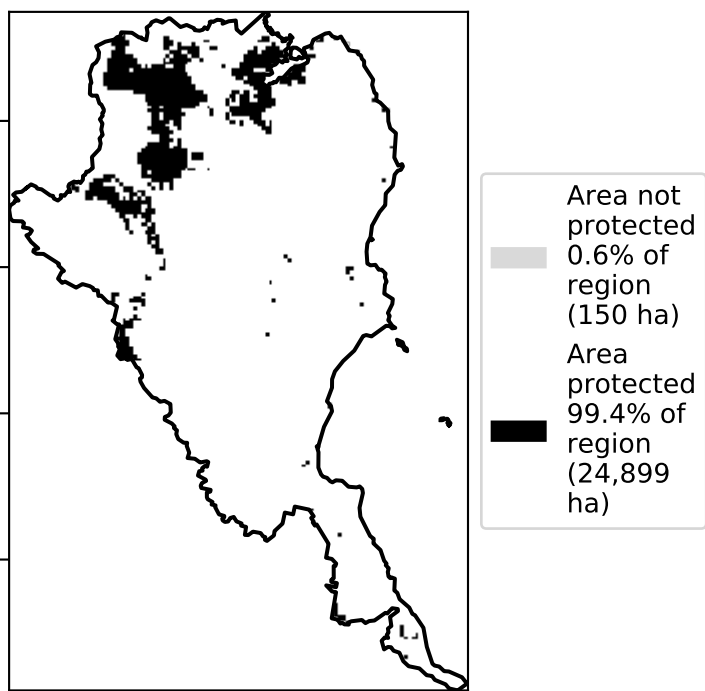 Area not
protected
0.6% of
region
(150 ha)
Area
protected
99.4% of
region
(24,899
ha)